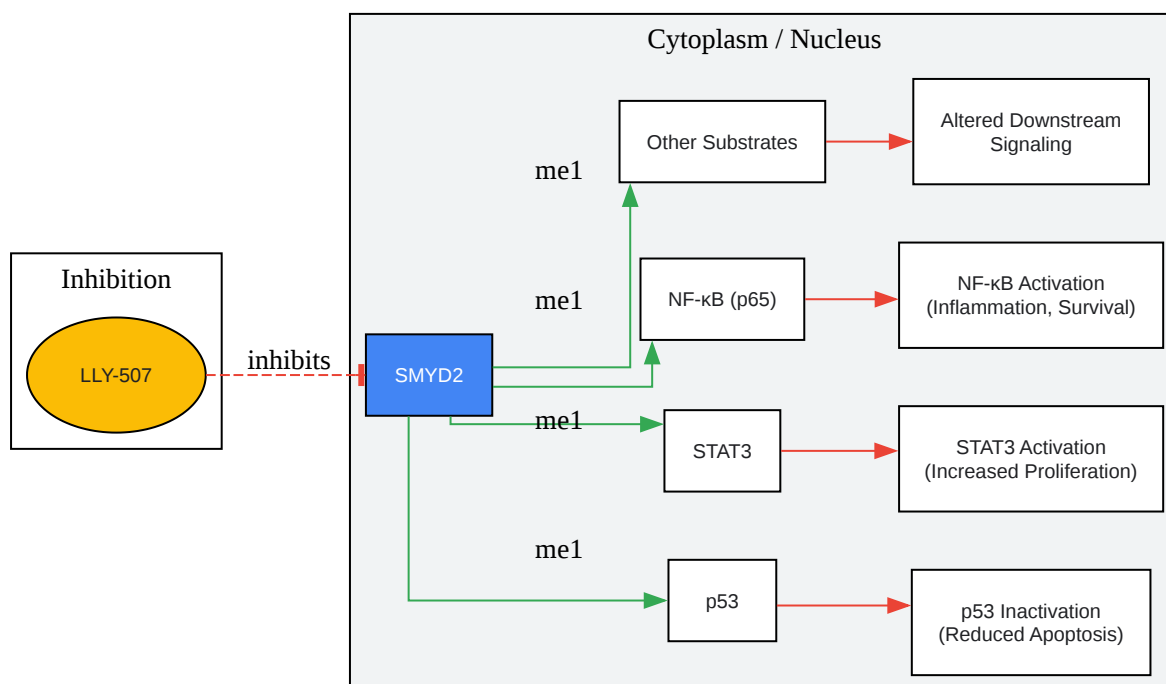 Cytoplasm / Nucleus
Other Substrates
Altered Downstream
Signaling
me1
Inhibition
NF-κB (p65)
NF-κB Activation
(Inflammation, Survival)
me1
LLY-507
inhibits
SMYD2
me1
STAT3
STAT3 Activation
(Increased Proliferation)
me1
p53
p53 Inactivation
(Reduced Apoptosis)